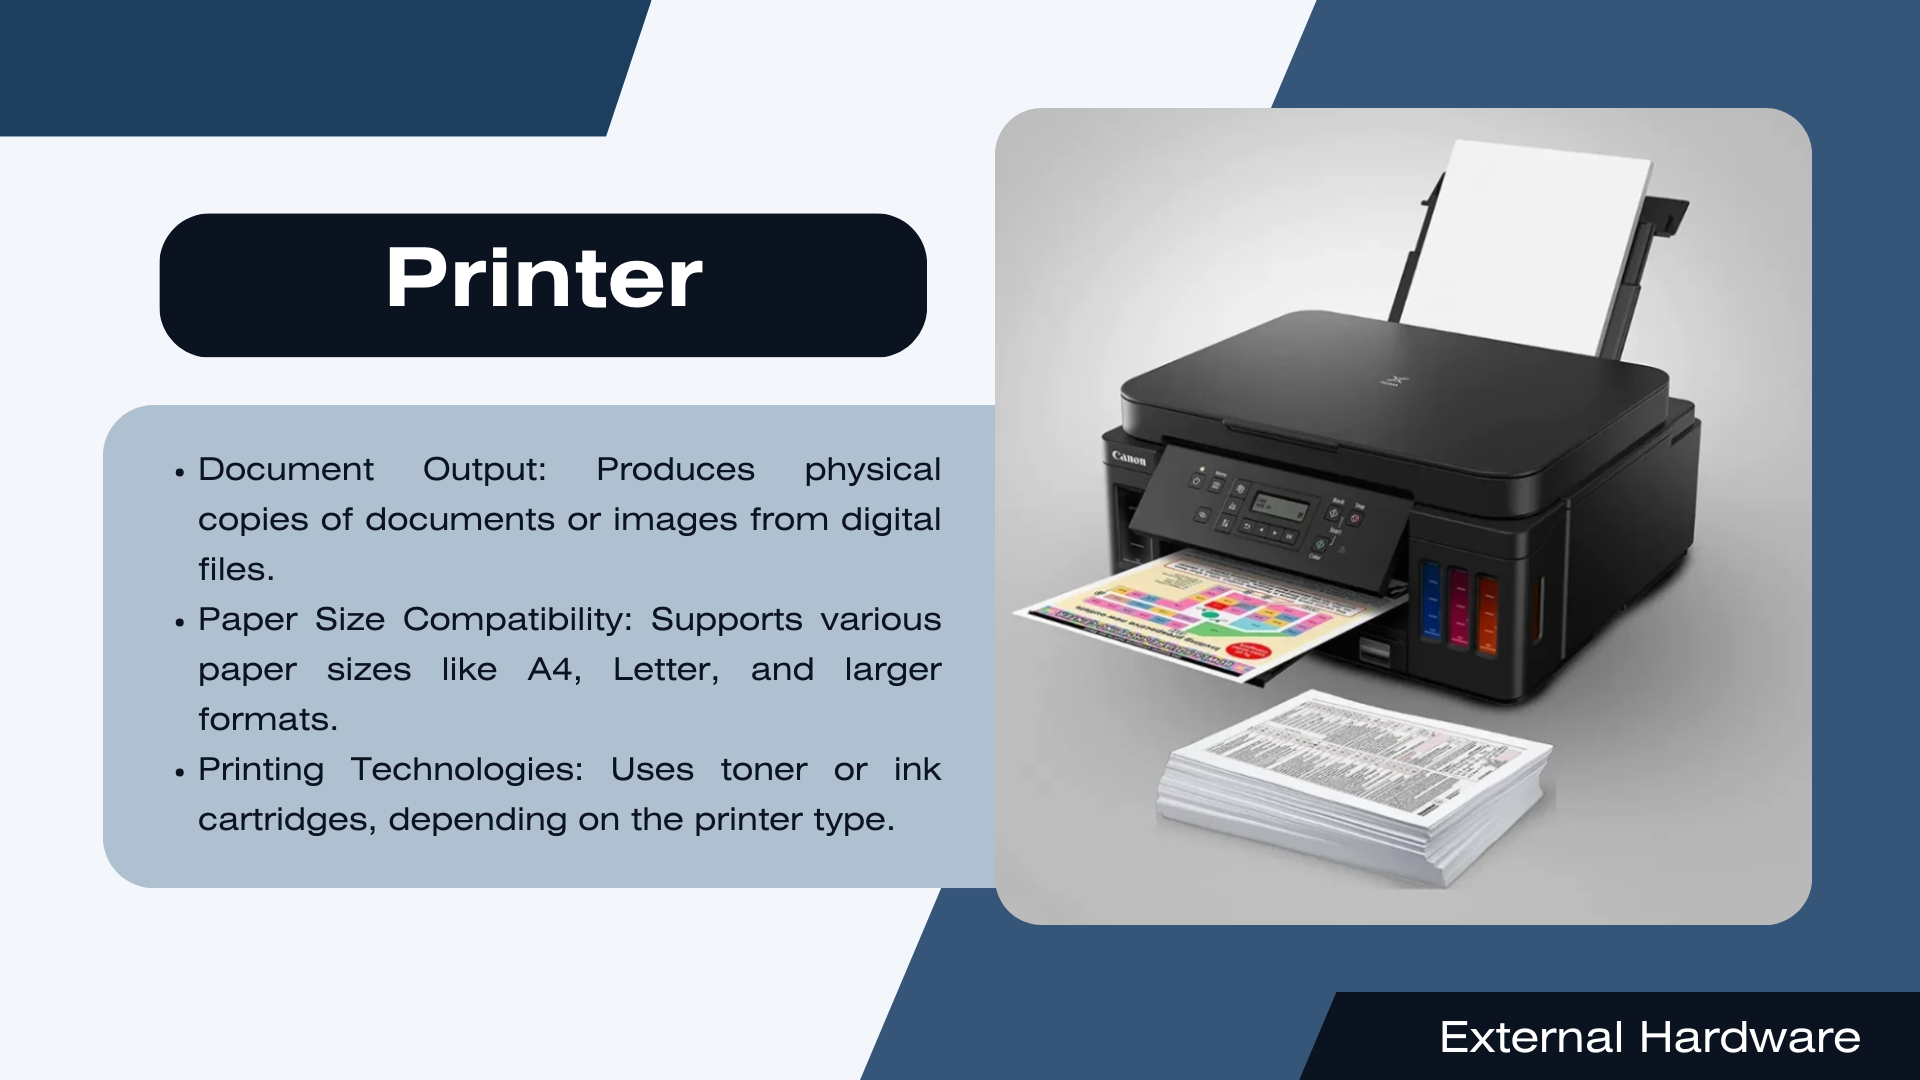 Printer
• Document Output: Produces physical
copies of documents or images from digital
files.
• Paper Size Compatibility: Supports various
paper sizes like A4, Letter, and larger
formats.
• Printing Technologies: Uses toner or ink
cartridges, depending on the printer type.
Canon
External Hardware